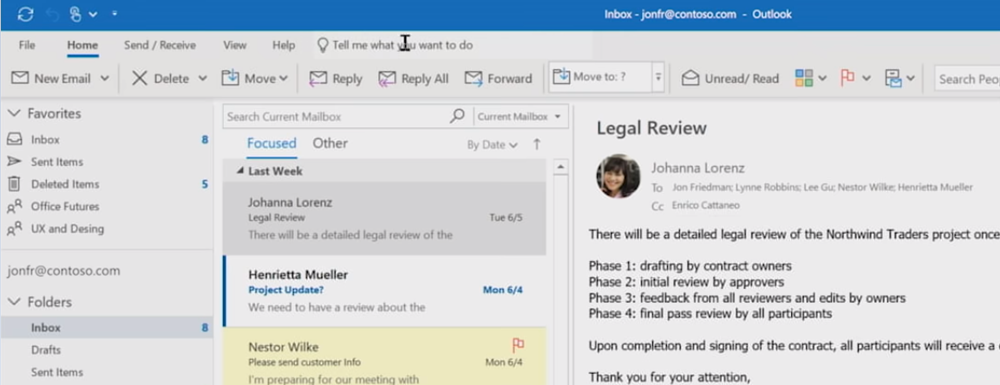 Inbox - jonfr@contoso.com - Outlook
File Home Send / Receive View Help Tell me what you want to do
New Email Delete Move Reply Reply All Forward Move to: ? Unread/ Read Search Peo
Favorites
Inbox 8
Sent Items
Deleted Items 5
Office Futures
UX and Desing
jonfr@contoso.com
Folders
Inbox 8
Drafts
Sent Items
Search Current Mailbox Current Mailbox
Focused Other By Date
Last Week
Johanna Lorenz
Legal Review Tue 6/5
There will be a detailed legal review of the
Henrietta Mueller
Project Update? Mon 6/4
We need to have a review about the
Nestor Wilke
Please send customer Info Mon 6/4
I'm preparing for our meeting with
Legal Review
Johanna Lorenz
To Jon Friedman; Lynne Robbins; Lee Gu; Nestor Wilke; Henrietta Mueller
Cc Enrico Cattaneo
There will be a detailed legal review of the Northwind Traders project once
Phase 1: drafting by contract owners
Phase 2: initial review by approvers
Phase 3: feedback from all reviewers and edits by owners
Phase 4: final pass review by all participants
Upon completion and signing of the contract, all participants will receive a
Thank you for your attention,